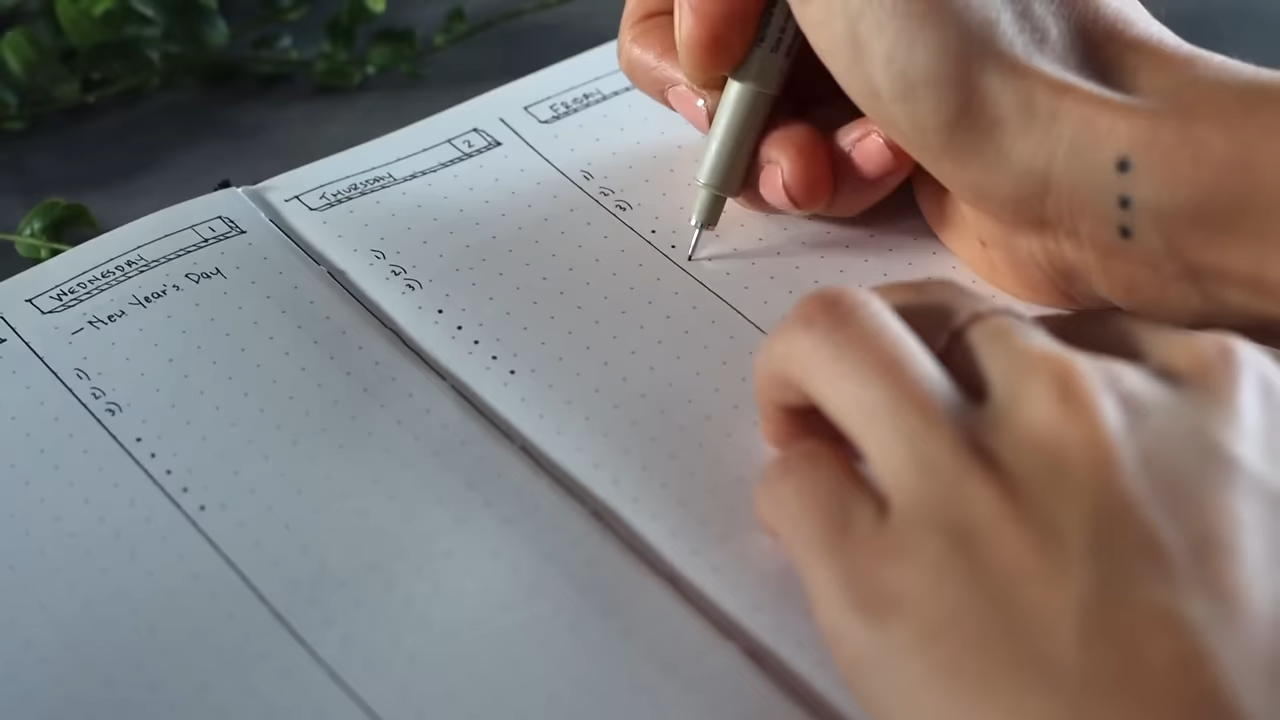 WEDNESDAY 1
- New Year's Day
1)
2)
3)
THURSDAY 2
1)
2)
3)
FRIDAY
1)
2)
3)